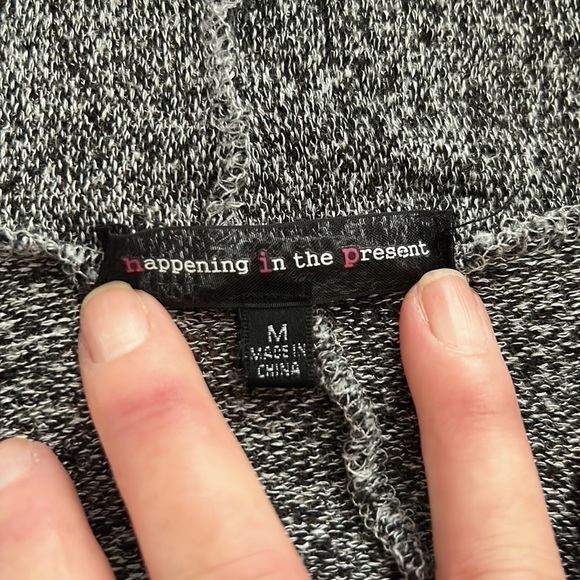 happening in the present
M
MADE IN
CHINA